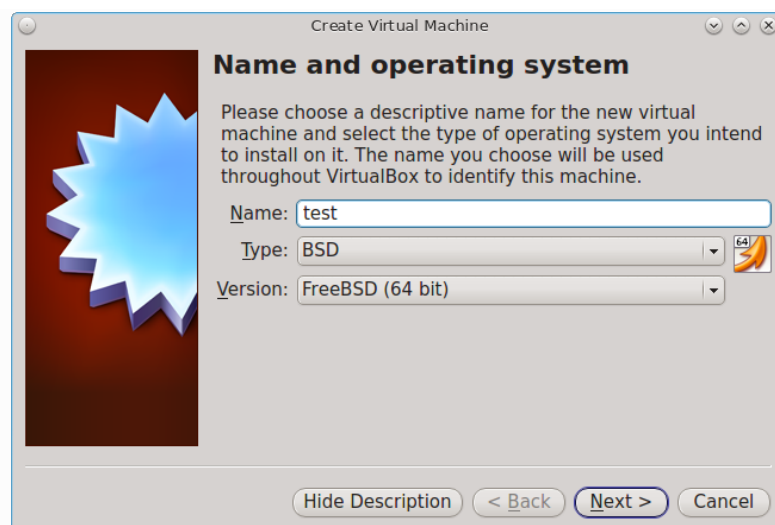 Create Virtual Machine
Name and operating system
Please choose a descriptive name for the new virtual
machine and select the type of operating system you intend
to install on it. The name you choose will be used
throughout VirtualBox to identify this machine.
Name: test
Type: BSD 64
Version: FreeBSD (64 bit)
Hide Description < Back Next > Cancel